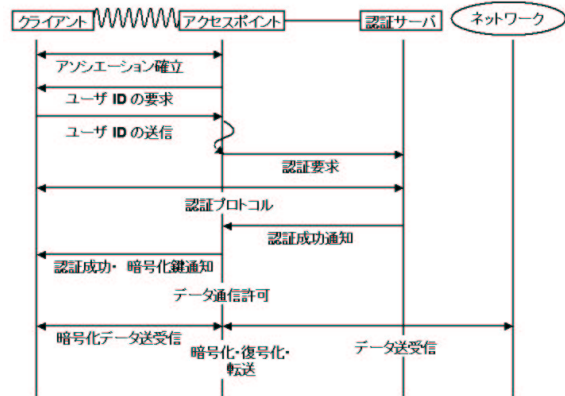 クライアント
アクセスポイント
認証サーバ
ネットワーク
アソシエーション確立
ユーザ ID の要求
ユーザ ID の送信
認証要求
認証プロトコル
認証成功通知
認証成功・ 暗号化鍵通知
データ通信許可
暗号化データ送受信
暗号化・復号化・
転送
データ送受信